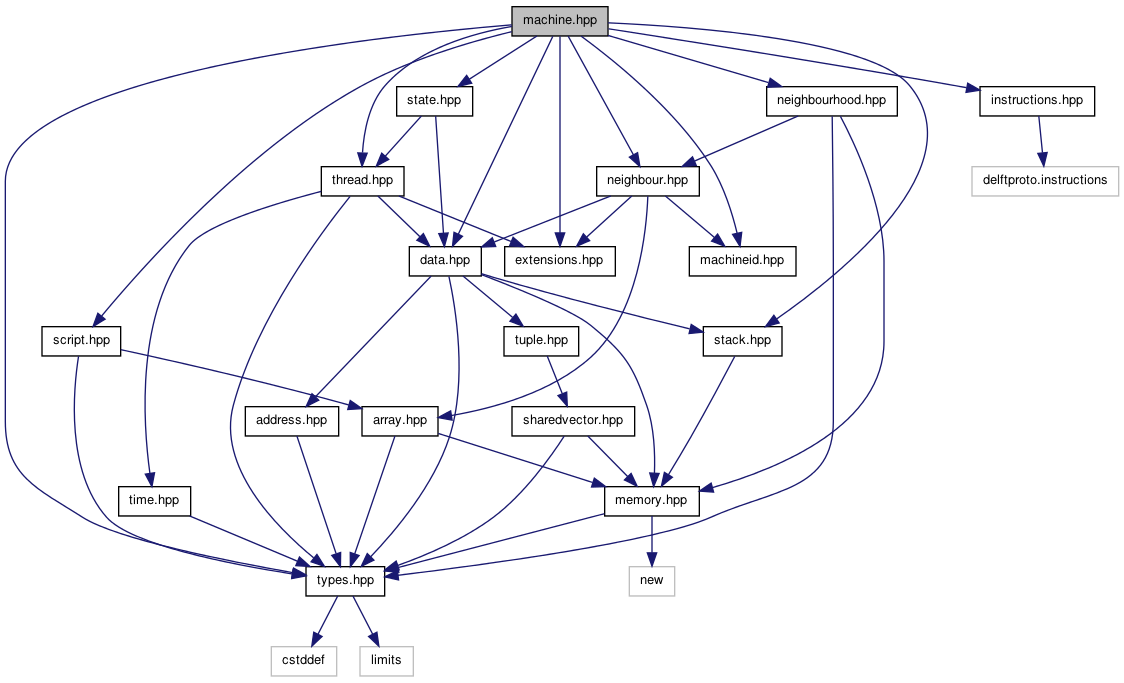 machine.hpp
state.hpp
neighbourhood.hpp
instructions.hpp
thread.hpp
neighbour.hpp
delftproto.instructions
data.hpp
extensions.hpp
machineid.hpp
script.hpp
tuple.hpp
stack.hpp
address.hpp
array.hpp
sharedvector.hpp
time.hpp
memory.hpp
types.hpp
new
cstddef
limits